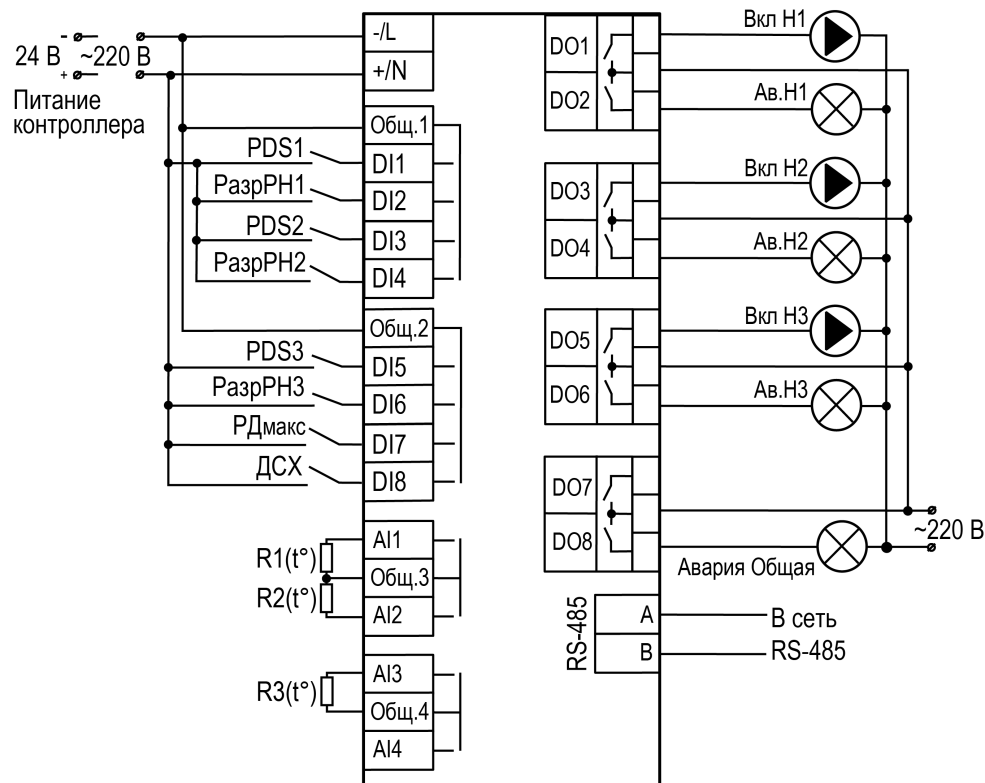 -
24 В ~220 В
+
Питание
контроллера
-/L
+/N
Общ.1
PDS1
DI1
РазрРН1
DI2
PDS2
DI3
РазрРН2
DI4
Общ.2
PDS3
DI5
РазрРН3
DI6
РДмакс
DI7
ДСХ
DI8
R1(t°)
AI1
Общ.3
R2(t°)
AI2
R3(t°)
AI3
Общ.4
AI4
DO1
Вкл Н1
DO2
Ав.Н1
DO3
Вкл Н2
DO4
Ав.Н2
DO5
Вкл Н3
DO6
Ав.Н3
DO7
DO8
~220 В
Авария Общая
RS-485
A
B
В сеть
RS-485